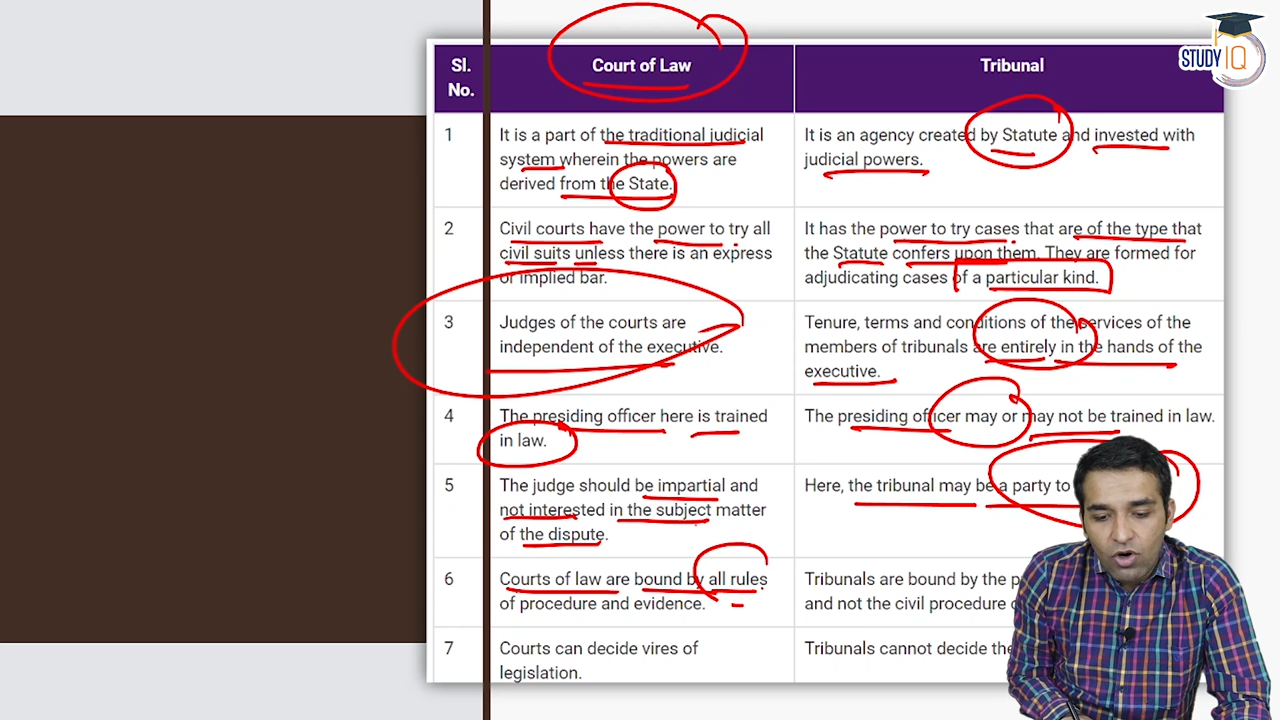 STUDY IQ
Sl.
No.
Court of Law
Tribunal
1
It is a part of the traditional judicial
system wherein the powers are
derived from the State.
It is an agency created by Statute and invested with
judicial powers.
2
Civil courts have the power to try all
civil suits unless there is an express
or implied bar.
It has the power to try cases that are of the type that
the Statute confers upon them. They are formed for
adjudicating cases of a particular kind.
3
Judges of the courts are
independent of the executive.
Tenure, terms and conditions of the services of the
members of tribunals are entirely in the hands of the
executive.
4
The presiding officer here is trained
in law.
The presiding officer may or may not be trained in law.
5
The judge should be impartial and
not interested in the subject matter
of the dispute.
Here, the tribunal may be a party to
6
Courts of law are bound by all rules
of procedure and evidence.
Tribunals are bound by the
and not the civil procedure
7
Courts can decide vires of
legislation.
Tribunals cannot decide